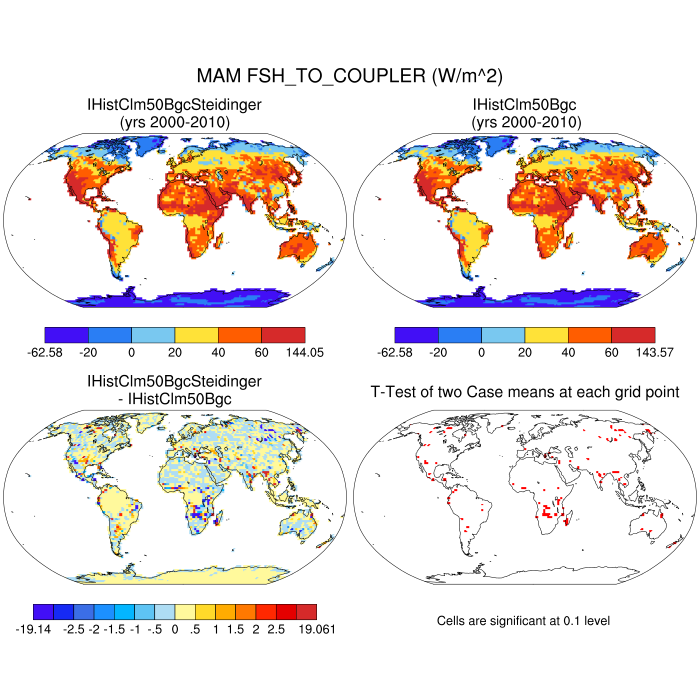 MAM FSH_TO_COUPLER (W/m^2)
IHistClm50BgcSteidinger
(yrs 2000-2010)
IHistClm50Bgc
(yrs 2000-2010)
-62.58 -20 0 20 40 60 144.05
-62.58 -20 0 20 40 60 143.57
IHistClm50BgcSteidinger
- IHistClm50Bgc
T-Test of two Case means at each grid point
-19.14 -2.5 -2 -1.5 -1 -.5 0 .5 1 1.5 2 2.5 19.061
Cells are significant at 0.1 level